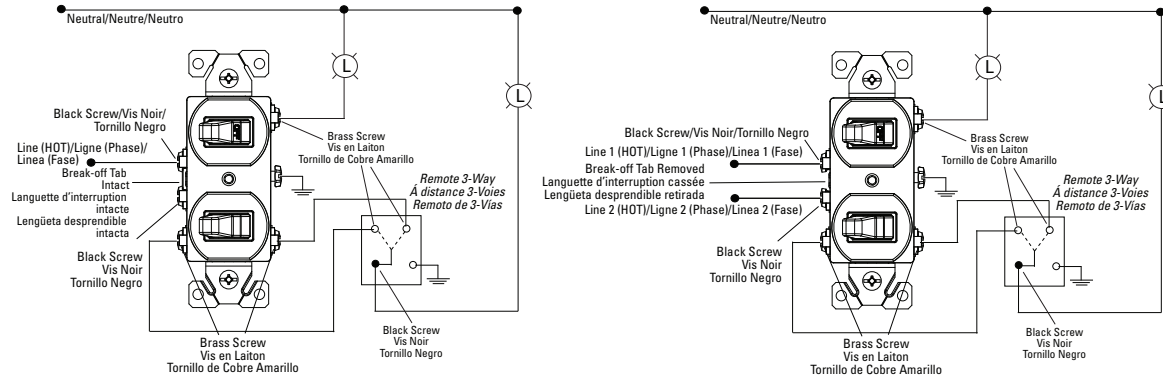 Neutral/Neutre/Neutro
L
L
Black Screw/Vis Noir/
Tornillo Negro
Line (HOT)/Ligne (Phase)/
Linea (Fase)
Break-off Tab
Intact
Languette d'interruption
intacte
Lengüeta desprendible
intacta
Black Screw
Vis Noir
Tornillo Negro
Brass Screw
Vis en Laiton
Tornillo de Cobre Amarillo
Remote 3-Way
Á distance 3-Voies
Remoto de 3-Vías
Black Screw
Vis Noir
Tornillo Negro
Brass Screw
Vis en Laiton
Tornillo de Cobre Amarillo
Neutral/Neutre/Neutro
L
L
Black Screw/Vis Noir/Tornillo Negro
Line 1 (HOT)/Ligne 1 (Phase)/Linea 1 (Fase)
Break-off Tab Removed
Languette d'interruption cassée
Lengüeta desprendible retirada
Line 2 (HOT)/Ligne 2 (Phase)/Linea 2 (Fase)
Black Screw
Vis Noir
Tornillo Negro
Brass Screw
Vis en Laiton
Tornillo de Cobre Amarillo
Remote 3-Way
Á distance 3-Voies
Remoto de 3-Vías
Black Screw
Vis Noir
Tornillo Negro
Brass Screw
Vis en Laiton
Tornillo de Cobre Amarillo